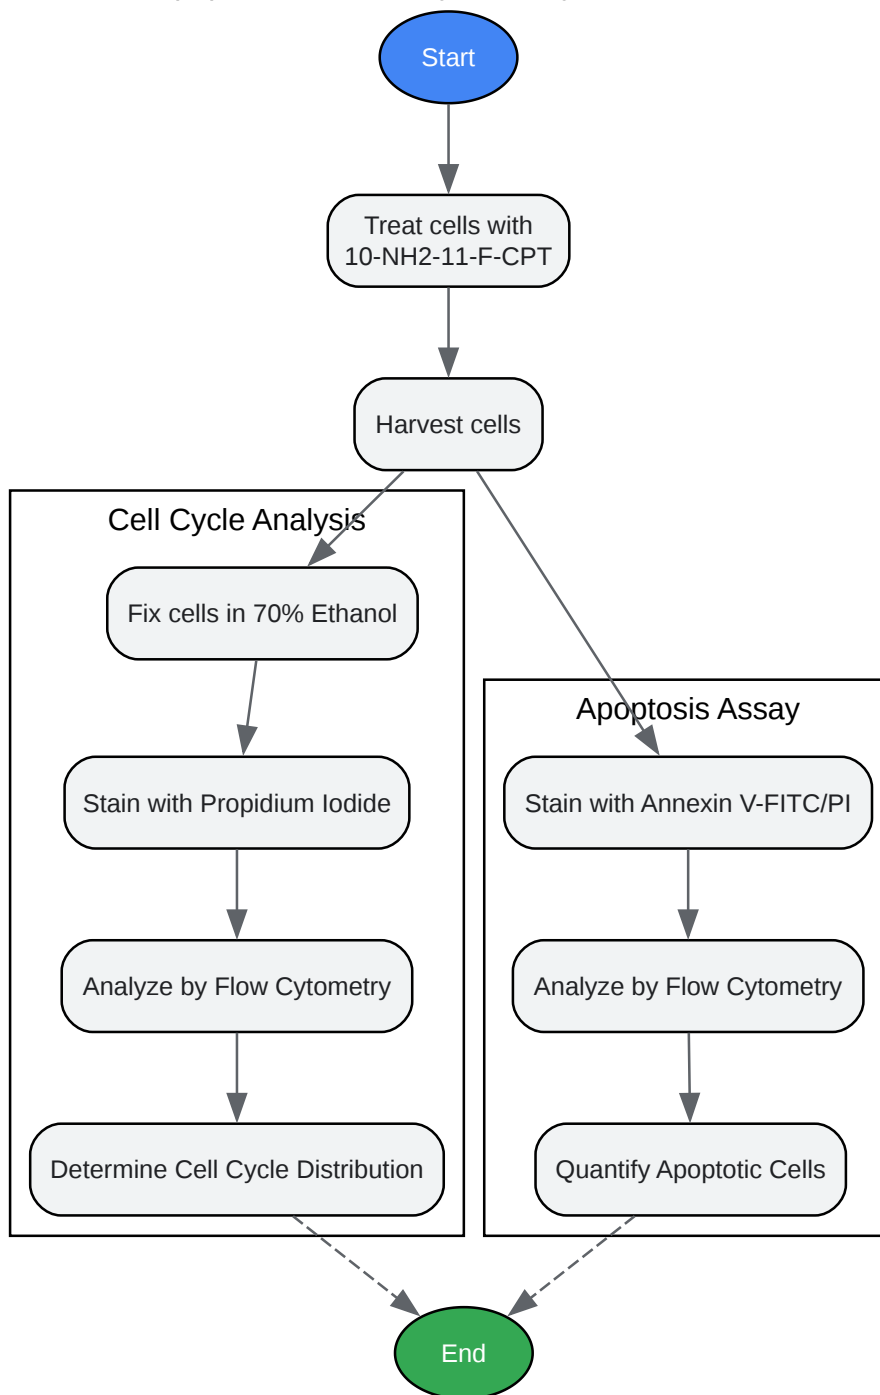 Start
Treat cells with
10-NH2-11-F-CPT
Harvest cells
Cell Cycle Analysis
Fix cells in 70% Ethanol
Stain with Propidium Iodide
Analyze by Flow Cytometry
Determine Cell Cycle Distribution
Apoptosis Assay
Stain with Annexin V-FITC/PI
Analyze by Flow Cytometry
Quantify Apoptotic Cells
End